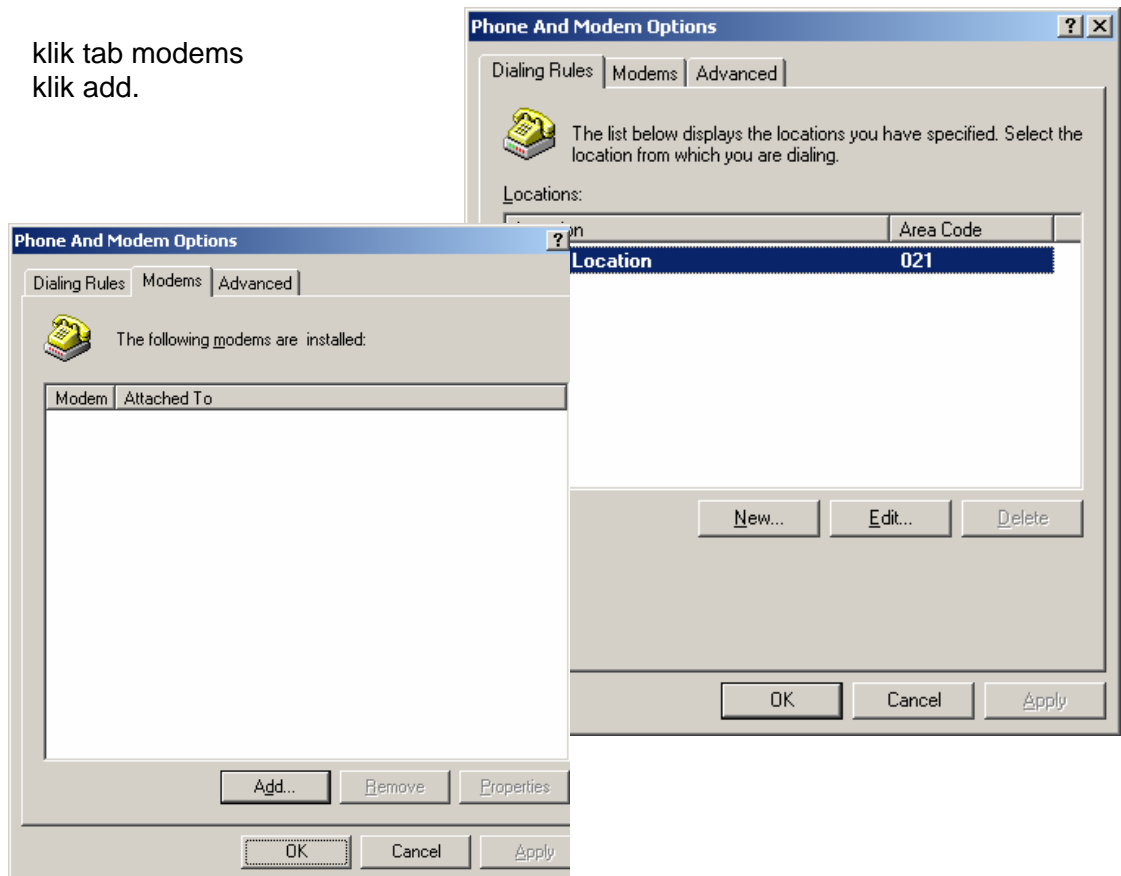 klik tab modems
klik add.
Phone And Modem Options
Dialing Rules Modems Advanced
The list below displays the locations you have specified. Select the
location from which you are dialing.
Locations:
Area Code
Location 021
New... Edit... Delete
OK Cancel Apply
Phone And Modem Options
Dialing Rules Modems Advanced
The following modems are installed:
Modem Attached To
Add... Remove Properties
OK Cancel Apply